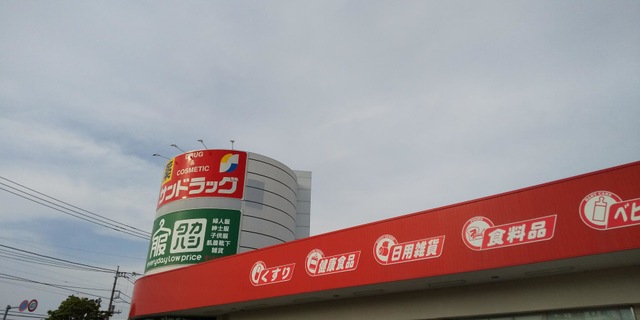 DRUG
COSMETIC
サンドラッグ
婦人服
紳士服
子供服
肌着靴下
雑貨
everyday low price
くすり
健康食品
日用雑貨
食料品
ベビ